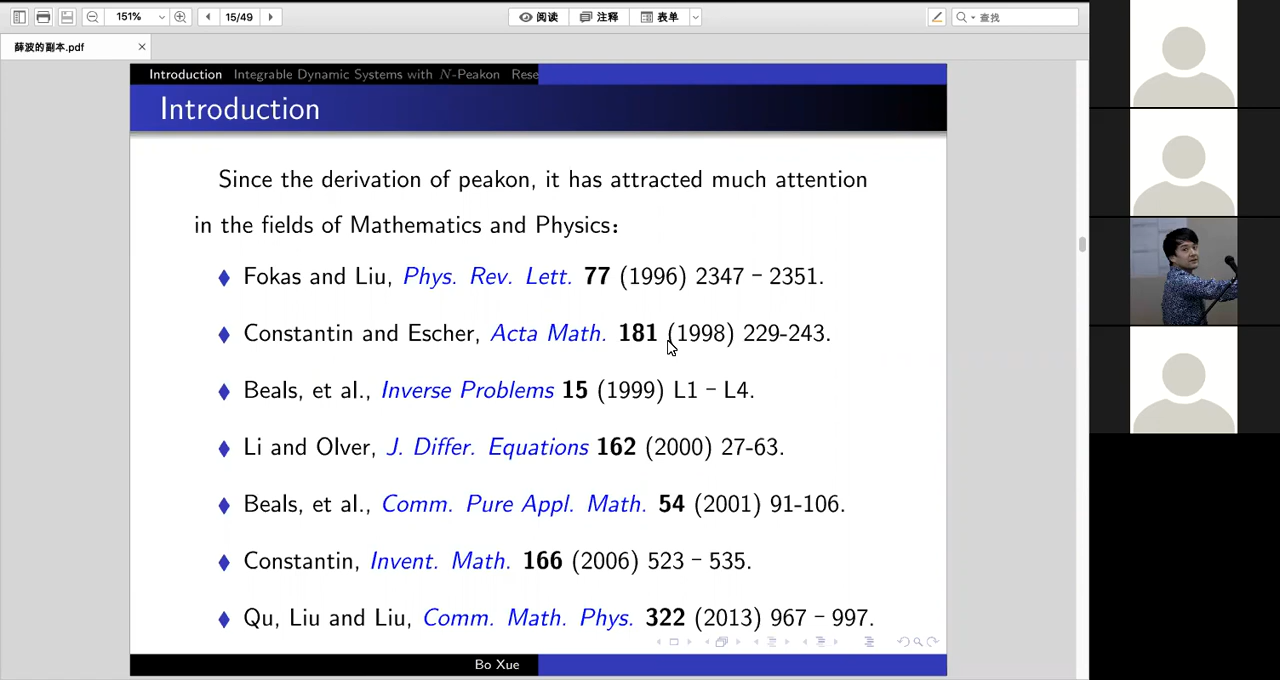 151%
15/49
阅读
注释
表单
查找
薛波的副本.pdf
Introduction Integrable Dynamic Systems with N-Peakon Rese
Introduction
Since the derivation of peakon, it has attracted much attention
in the fields of Mathematics and Physics:
Fokas and Liu, Phys. Rev. Lett. 77 (1996) 2347 – 2351.
Constantin and Escher, Acta Math. 181 (1998) 229-243.
Beals, et al., Inverse Problems 15 (1999) L1 – L4.
Li and Olver, J. Differ. Equations 162 (2000) 27-63.
Beals, et al., Comm. Pure Appl. Math. 54 (2001) 91-106.
Constantin, Invent. Math. 166 (2006) 523 – 535.
Qu, Liu and Liu, Comm. Math. Phys. 322 (2013) 967 – 997.
Bo Xue